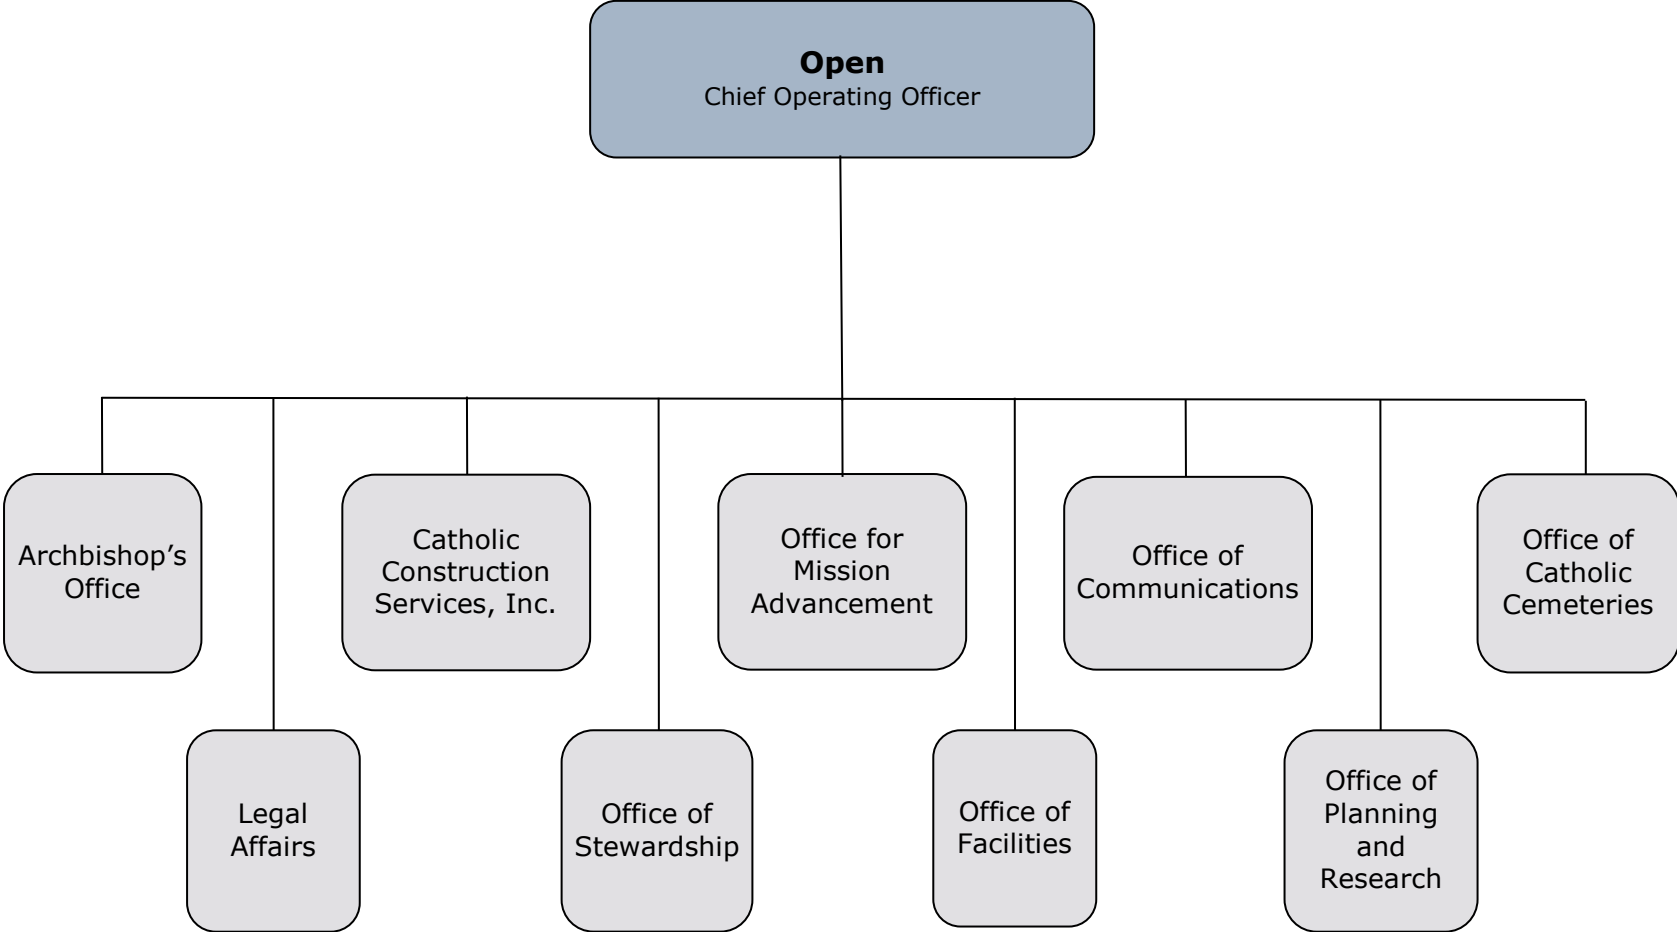 Open
Chief Operating Officer
Archbishop’s
Office
Catholic
Construction
Services, Inc.
Office for
Mission
Advancement
Office of
Communications
Office of
Catholic
Cemeteries
Legal
Affairs
Office of
Stewardship
Office of
Facilities
Office of
Planning
and
Research